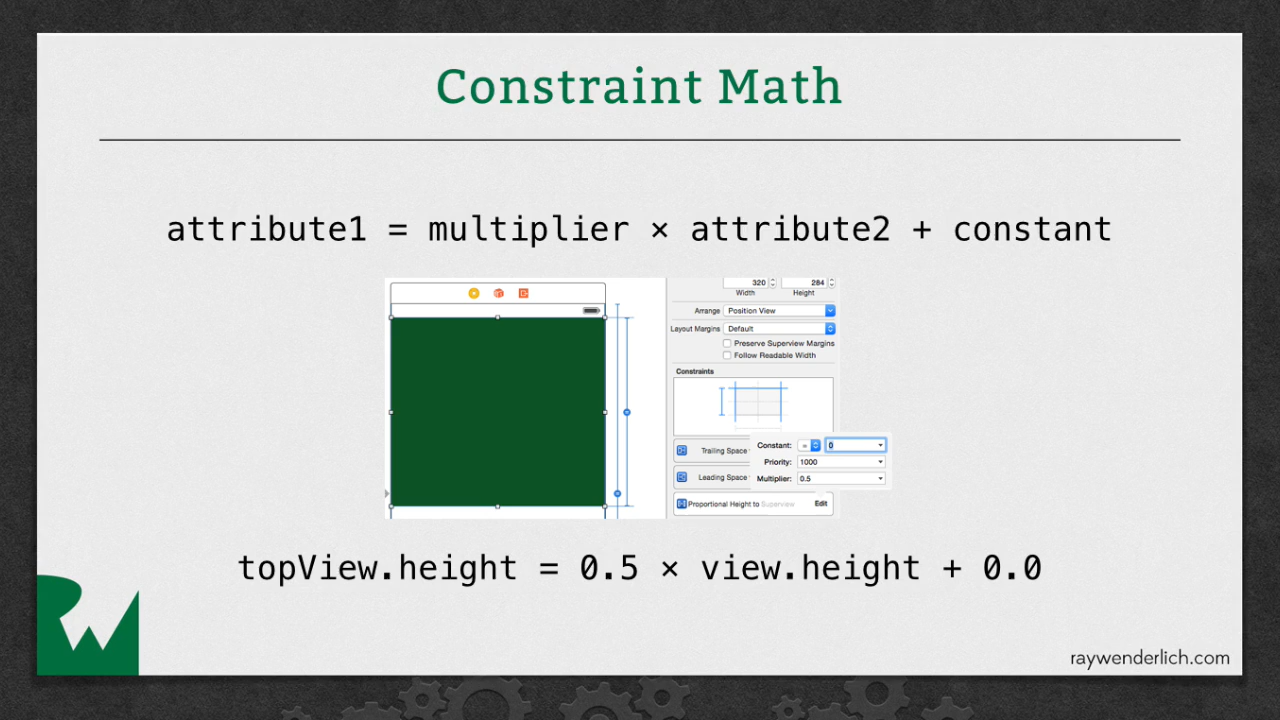 Constraint Math
attribute1 = multiplier × attribute2 + constant
320 284
Width Height
Arrange Position View
Layout Margins Default
Preserve Superview Margins
Follow Readable Width
Constraints
Constant: = 0
Trailing Space
Priority: 1000
Leading Space
Multiplier: 0.5
Proportional Height to Superview Edit
topView.height = 0.5 × view.height + 0.0
raywenderlich.com